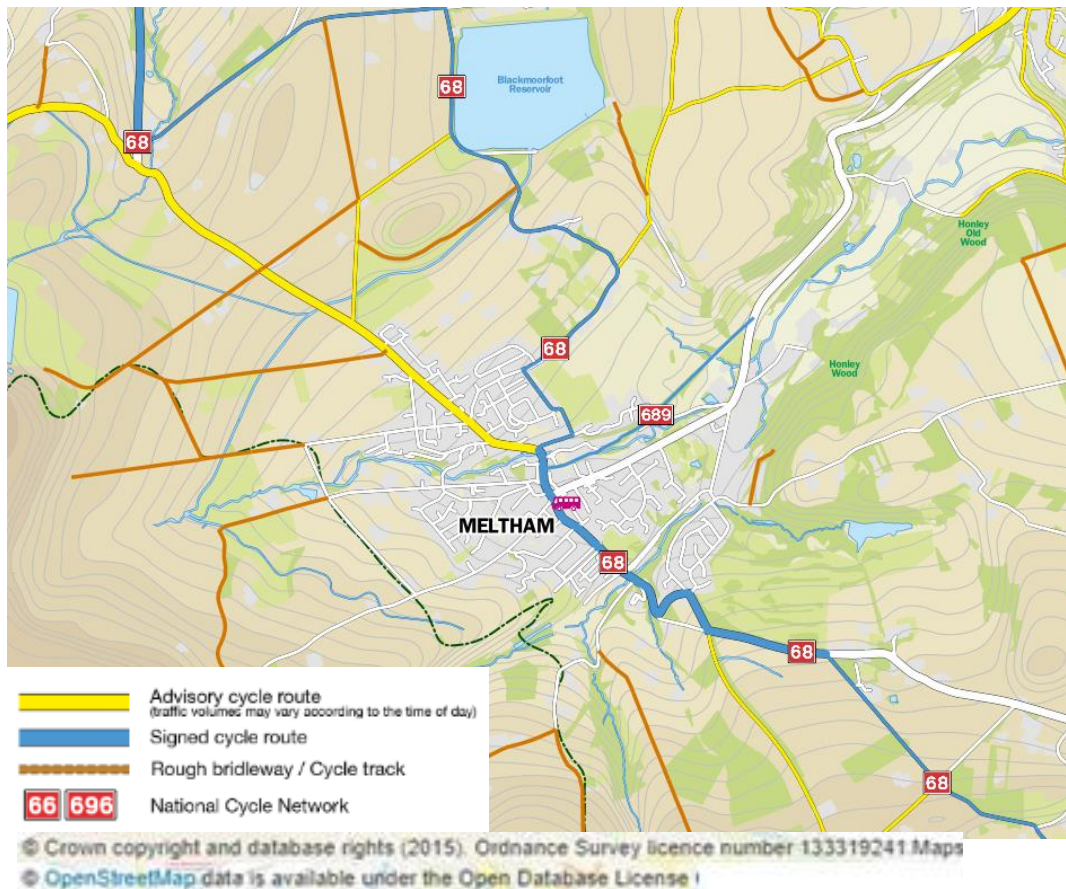 Blackmoorfoot
Reservoir
68
68
Honley
Old
Wood
68
Honley
Wood
689
MELTHAM
68
68
68
Advisory cycle route
(traffic volumes may vary according to the time of day)
Signed cycle route
Rough bridleway / Cycle track
66 696 National Cycle Network
© Crown copyright and database rights (2015). Ordnance Survey licence number 133319241 Maps
© OpenStreetMap data is available under the Open Database License